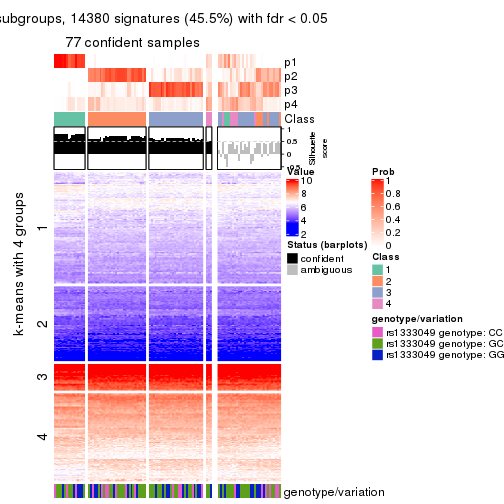 subgroups, 14380 signatures (45.5%) with fdr < 0.05
77 confident samples
p1
p2
p3
p4
Class
1
0.5
0
-0.5
Silhouette
score
k-means with 4 groups
1
2
3
4
Value
10
8
6
4
2
Status (barplots)
confident
ambiguous
Prob
1
0.8
0.6
0.4
0.2
0
Class
1
2
3
4
genotype/variation
rs1333049 genotype: CC
rs1333049 genotype: GC
rs1333049 genotype: GG
genotype/variation